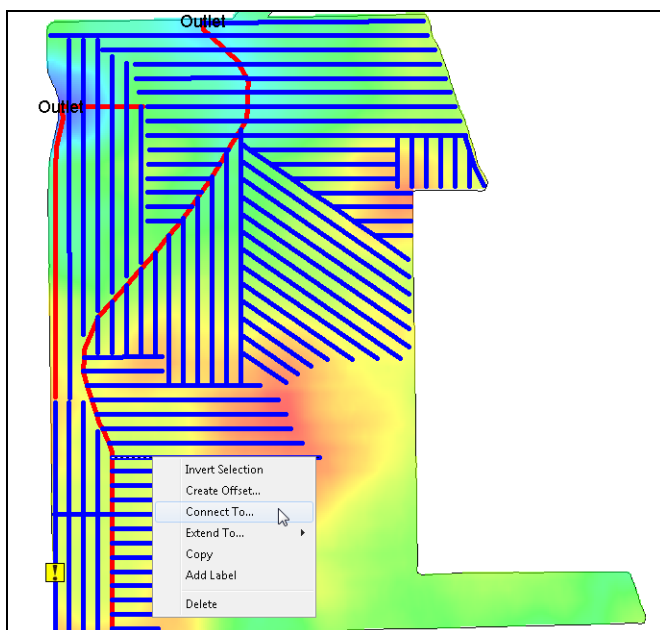 Outlet
Outlet
Invert Selection
Create Offset...
Connect To...
Extend To...
Copy
Add Label
Delete
!